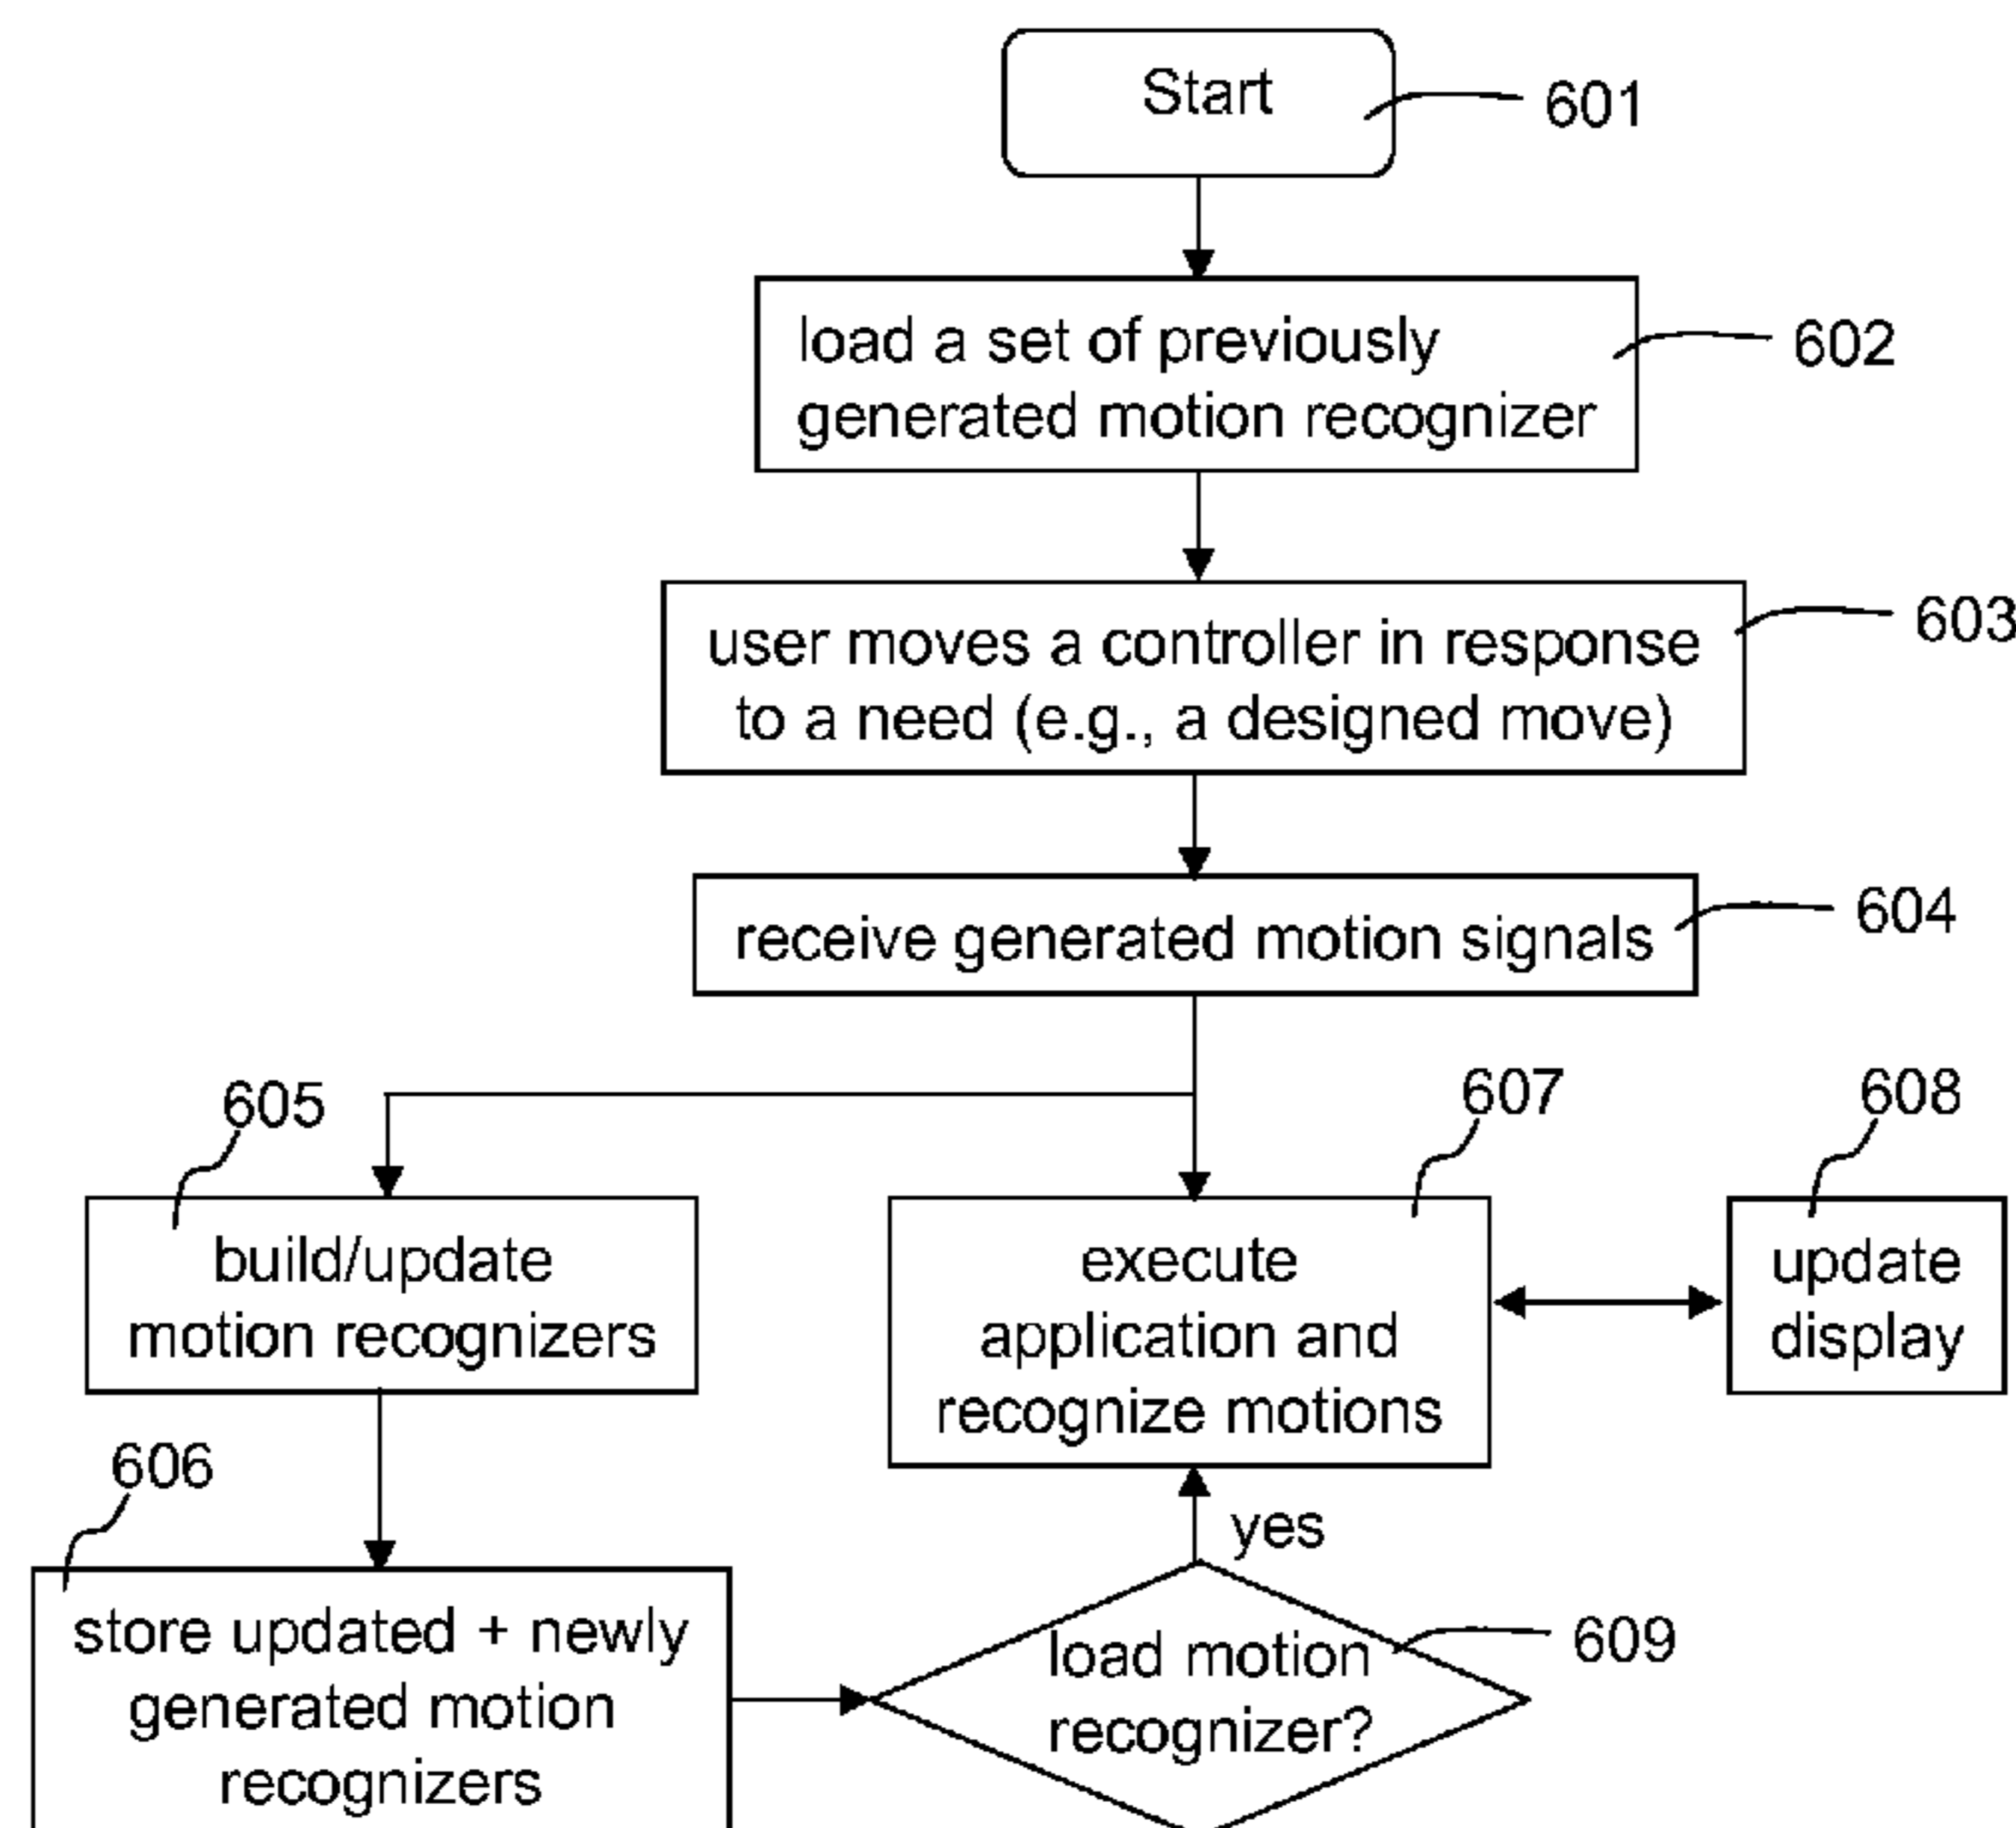 Start
601
load a set of previously
generated motion recognizer
602
user moves a controller in response
to a need (e.g., a designed move)
603
receive generated motion signals
604
605
607
608
build/update
motion recognizers
execute
application and
recognize motions
update
display
606
yes
store updated + newly
generated motion
recognizers
load motion
recognizer?
609